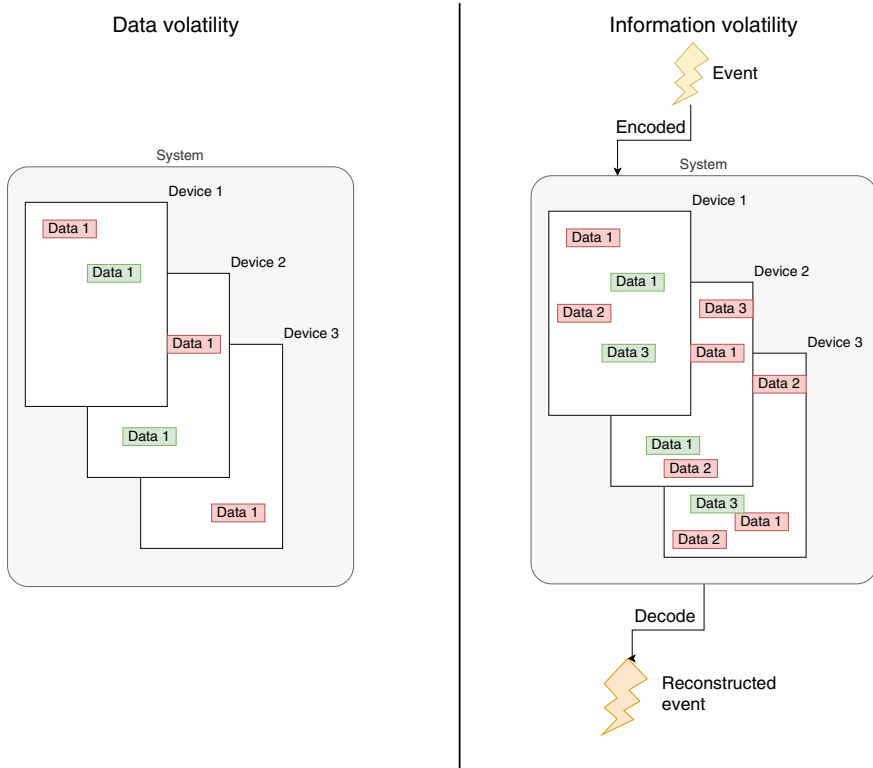 Data volatility
System
Device 1
Data 1
Data 1
Device 2
Device 3
Data 1
Data 1
Data 1
Information volatility
Event
Encoded
System
Device 1
Data 1
Data 1
Device 2
Data 2
Data 3
Device 3
Data 3
Data 1
Data 2
Data 1
Data 2
Data 3
Data 1
Data 2
Decode
Reconstructed
event